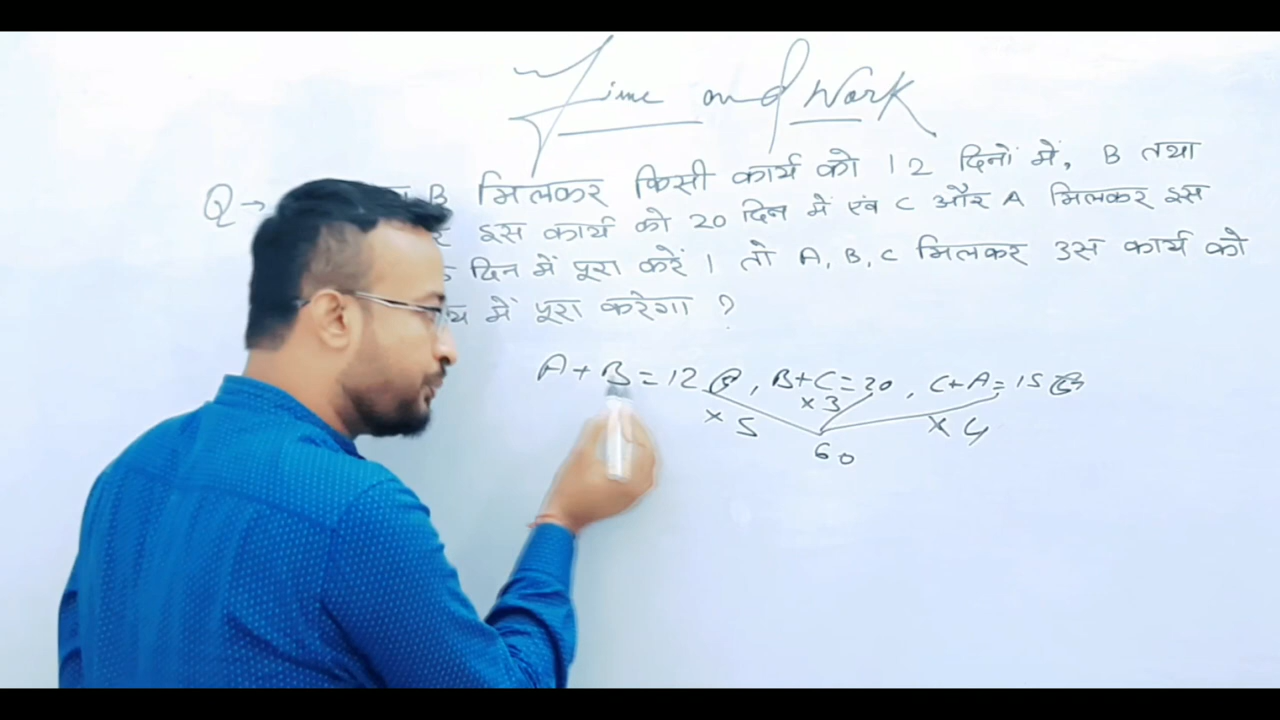 Time and Work
Q→ B मिलकर किसी कार्य को 12 दिनों में, B तथा
इस कार्य को 20 दिन में एंव C और A मिलकर इस
दिन में पूरा करें । तो A, B, C मिलकर उस कार्य को
में पूरा करेगा ?
A+B=12 , B+C=20 , C+A=15
×5 ×3 ×4
60